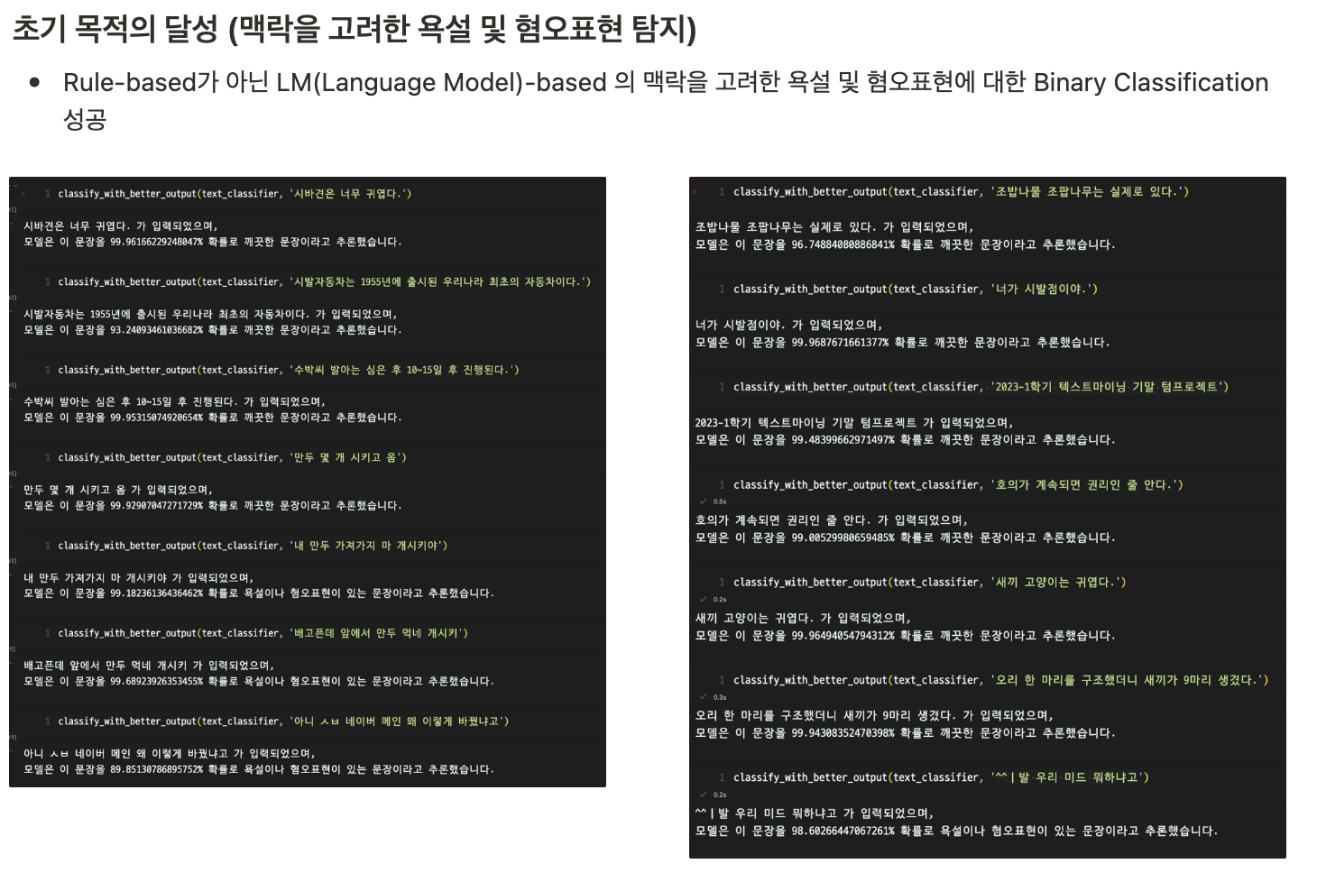 초기 목적의 달성 (맥락을 고려한 욕설 및 혐오표현 탐지)
• Rule-based가 아닌 LM(Language Model)-based 의 맥락을 고려한 욕설 및 혐오표현에 대한 Binary Classification
성공
1 classify_with_better_output(text_classifier, '시바견은 너무 귀엽다.')
시바견은 너무 귀엽다. 가 입력되었으며,
모델은 이 문장을 99.96166229248047% 확률로 깨끗한 문장이라고 추론했습니다.
1 classify_with_better_output(text_classifier, '시발자동차는 1955년에 출시된 우리나라 최초의 자동차이다.')
시발자동차는 1955년에 출시된 우리나라 최초의 자동차이다. 가 입력되었으며,
모델은 이 문장을 93.24093461036682% 확률로 깨끗한 문장이라고 추론했습니다.
1 classify_with_better_output(text_classifier, '수박씨 발아는 심은 후 10~15일 후 진행된다.')
수박씨 발아는 심은 후 10~15일 후 진행된다. 가 입력되었으며,
모델은 이 문장을 99.95315074920654% 확률로 깨끗한 문장이라고 추론했습니다.
1 classify_with_better_output(text_classifier, '만두 몇 개 시키고 옴')
만두 몇 개 시키고 옴 가 입력되었으며,
모델은 이 문장을 99.92907047271729% 확률로 깨끗한 문장이라고 추론했습니다.
1 classify_with_better_output(text_classifier, '내 만두 가져가지 마 개시키야')
내 만두 가져가지 마 개시키야 가 입력되었으며,
모델은 이 문장을 99.18236136436462% 확률로 욕설이나 혐오표현이 있는 문장이라고 추론했습니다.
1 classify_with_better_output(text_classifier, '배고픈데 앞에서 만두 먹네 개시키')
배고픈데 앞에서 만두 먹네 개시키 가 입력되었으며,
모델은 이 문장을 99.68923926353455% 확률로 욕설이나 혐오표현이 있는 문장이라고 추론했습니다.
1 classify_with_better_output(text_classifier, '아니 ㅅㅂ 네이버 메인 왜 이렇게 바꿨냐고')
아니 ㅅㅂ 네이버 메인 왜 이렇게 바꿨냐고 가 입력되었으며,
모델은 이 문장을 89.85130786895752% 확률로 욕설이나 혐오표현이 있는 문장이라고 추론했습니다.
1 classify_with_better_output(text_classifier, '조밥나물 조팝나무는 실제로 있다.')
조밥나물 조팝나무는 실제로 있다. 가 입력되었으며,
모델은 이 문장을 96.74884080886841% 확률로 깨끗한 문장이라고 추론했습니다.
1 classify_with_better_output(text_classifier, '너가 시발점이야.')
너가 시발점이야. 가 입력되었으며,
모델은 이 문장을 99.9687671661377% 확률로 깨끗한 문장이라고 추론했습니다.
1 classify_with_better_output(text_classifier, '2023-1학기 텍스트마이닝 기말 텀프로젝트')
2023-1학기 텍스트마이닝 기말 텀프로젝트 가 입력되었으며,
모델은 이 문장을 99.48399662971497% 확률로 깨끗한 문장이라고 추론했습니다.
1 classify_with_better_output(text_classifier, '호의가 계속되면 권리인 줄 안다.')
✓ 0.5s
호의가 계속되면 권리인 줄 안다. 가 입력되었으며,
모델은 이 문장을 99.00529980659485% 확률로 깨끗한 문장이라고 추론했습니다.
1 classify_with_better_output(text_classifier, '새끼 고양이는 귀엽다.')
✓ 0.2s
새끼 고양이는 귀엽다. 가 입력되었으며,
모델은 이 문장을 99.96494054794312% 확률로 깨끗한 문장이라고 추론했습니다.
1 classify_with_better_output(text_classifier, '오리 한 마리를 구조했더니 새끼가 9마리 생겼다.')
✓ 0.3s
오리 한 마리를 구조했더니 새끼가 9마리 생겼다. 가 입력되었으며,
모델은 이 문장을 99.94308352470398% 확률로 깨끗한 문장이라고 추론했습니다.
1 classify_with_better_output(text_classifier, '^^ㅣ발 우리 미드 뭐하냐고')
✓ 0.2s
^^ㅣ발 우리 미드 뭐하냐고 가 입력되었으며,
모델은 이 문장을 98.60266447067261% 확률로 욕설이나 혐오표현이 있는 문장이라고 추론했습니다.